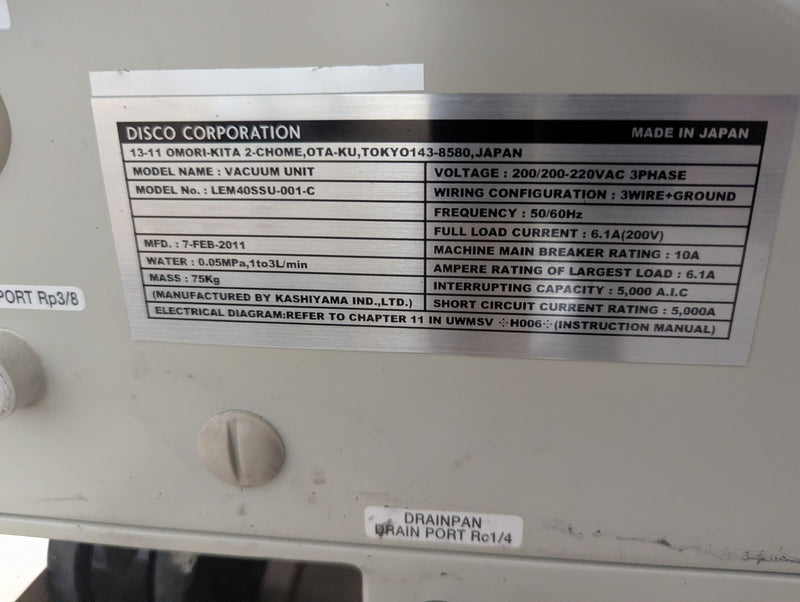 DISCO CORPORATION MADE IN JAPAN
13-11 OMORI-KITA 2-CHOME,OTA-KU,TOKYO143-8580,JAPAN
MODEL NAME : VACUUM UNIT
MODEL No. : LEM40SSU-001-C
MFD. : 7-FEB-2011
WATER : 0.05MPa,1to3L/min
MASS : 75Kg
(MANUFACTURED BY KASHIYAMA IND.,LTD.)
VOLTAGE : 200/200-220VAC 3PHASE
WIRING CONFIGURATION : 3WIRE+GROUND
FREQUENCY : 50/60Hz
FULL LOAD CURRENT : 6.1A(200V)
MACHINE MAIN BREAKER RATING : 10A
AMPERE RATING OF LARGEST LOAD : 6.1A
INTERRUPTING CAPACITY : 5,000 A.I.C
SHORT CIRCUIT CURRENT RATING : 5,000A
ELECTRICAL DIAGRAM:REFER TO CHAPTER 11 IN UWMSV ※H006※(INSTRUCTION MANUAL)
PORT Rp3/8
DRAINPAN
DRAIN PORT Rc1/4